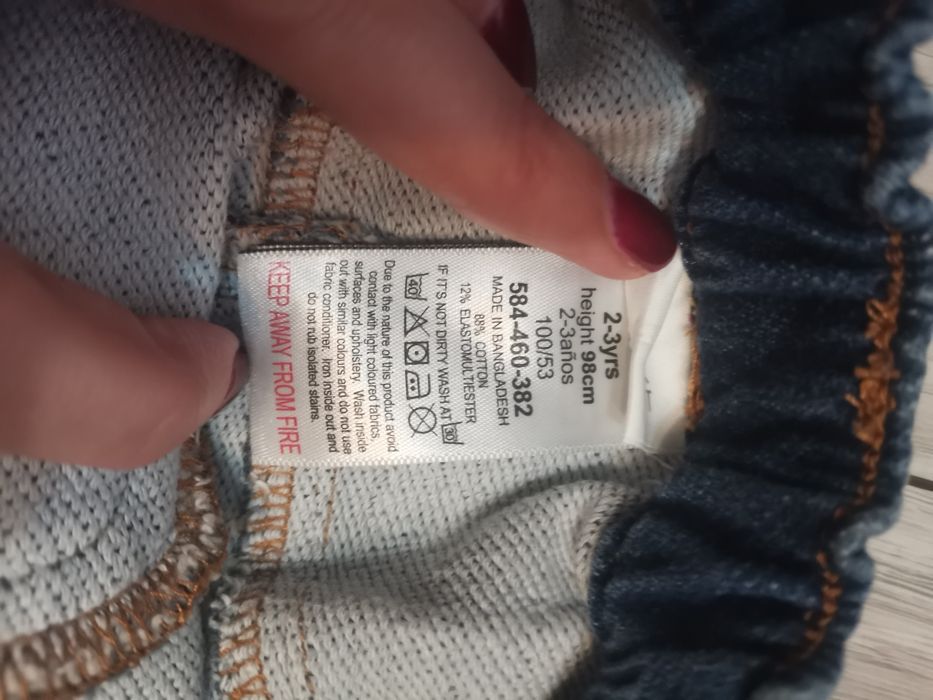 2-3yrs
height 98cm
2-3años
100/53
584-460-382
MADE IN BANGLADESH
88% COTTON
12% ELASTOMULTIESTER
IF IT'S NOT DIRTY WASH AT 30
40
Due to the nature of this product avoid
contact with light coloured fabrics,
surfaces and upholstery. Wash inside
out with similar colours and do not use
fabric conditioner. Iron inside out and
do not rub isolated stains.
KEEP AWAY FROM FIRE